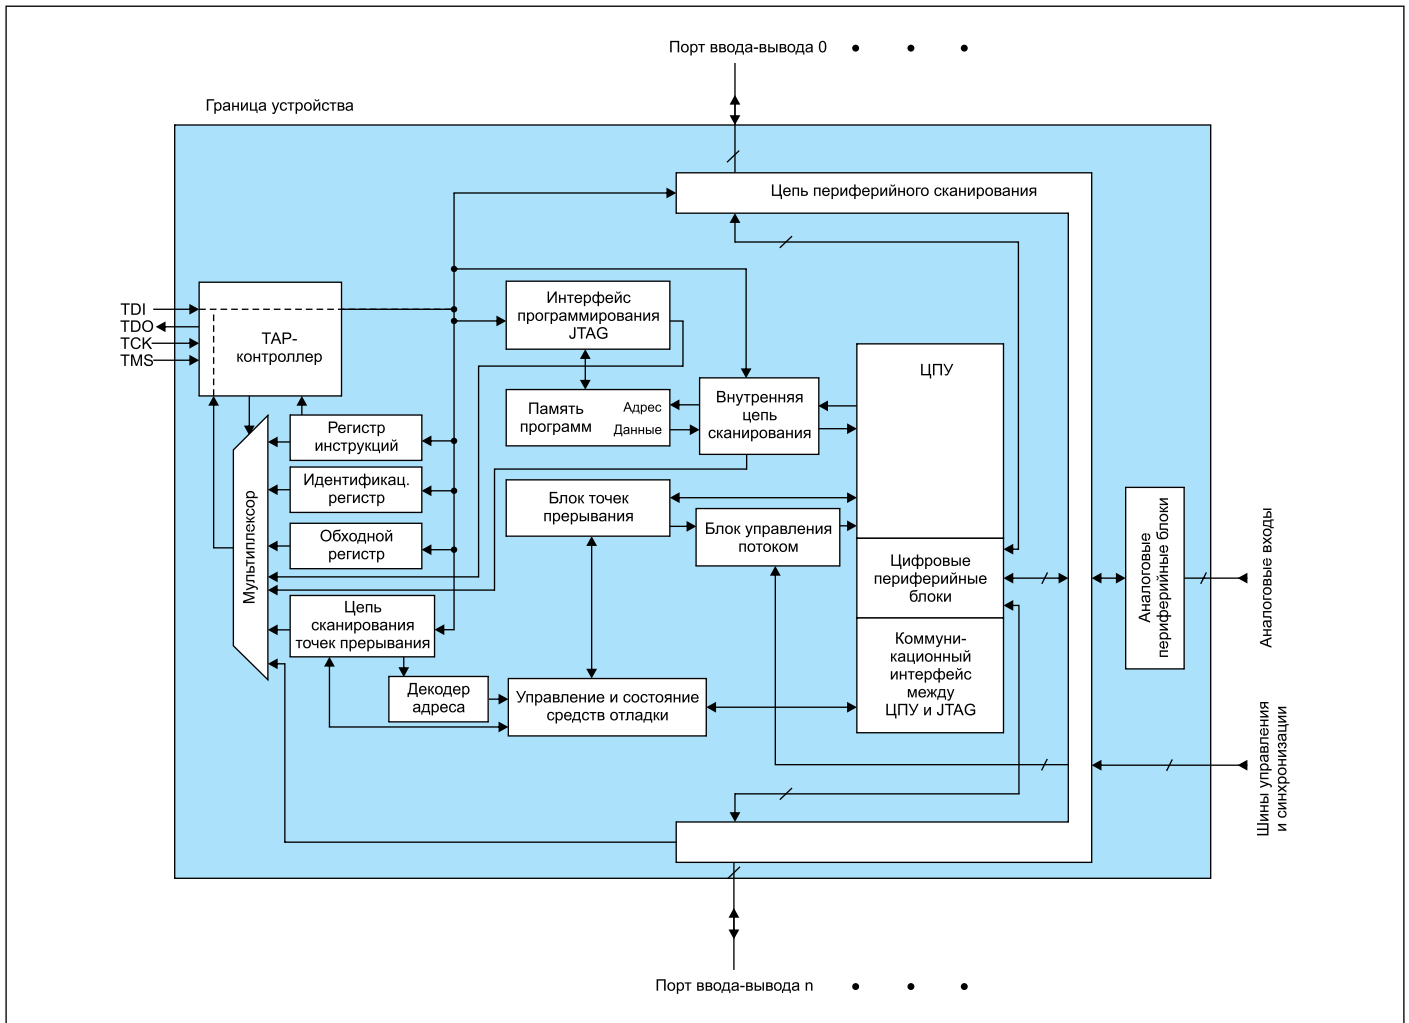 Порт ввода-вывода 0
Граница устройства
Цепь периферийного сканирования
TDI
TDO
TCK
TMS
TAP-
контроллер
Интерфейс
программирования
JTAG
ЦПУ
Память
программ
Адрес
Данные
Внутренняя
цепь
сканирования
Регистр
инструкций
Идентификац.
регистр
Обходной
регистр
Мультиплексор
Блок точек
прерывания
Блок управления
потоком
Цифровые
периферийные
блоки
Аналоговые
периферийные блоки
Аналоговые входы
Цепь
сканирования
точек прерывания
Коммуни-
кационный
интерфейс
между
ЦПУ и JTAG
Декодер
адреса
Управление и состояние
средств отладки
Шины управления
и синхронизации
Порт ввода-вывода n